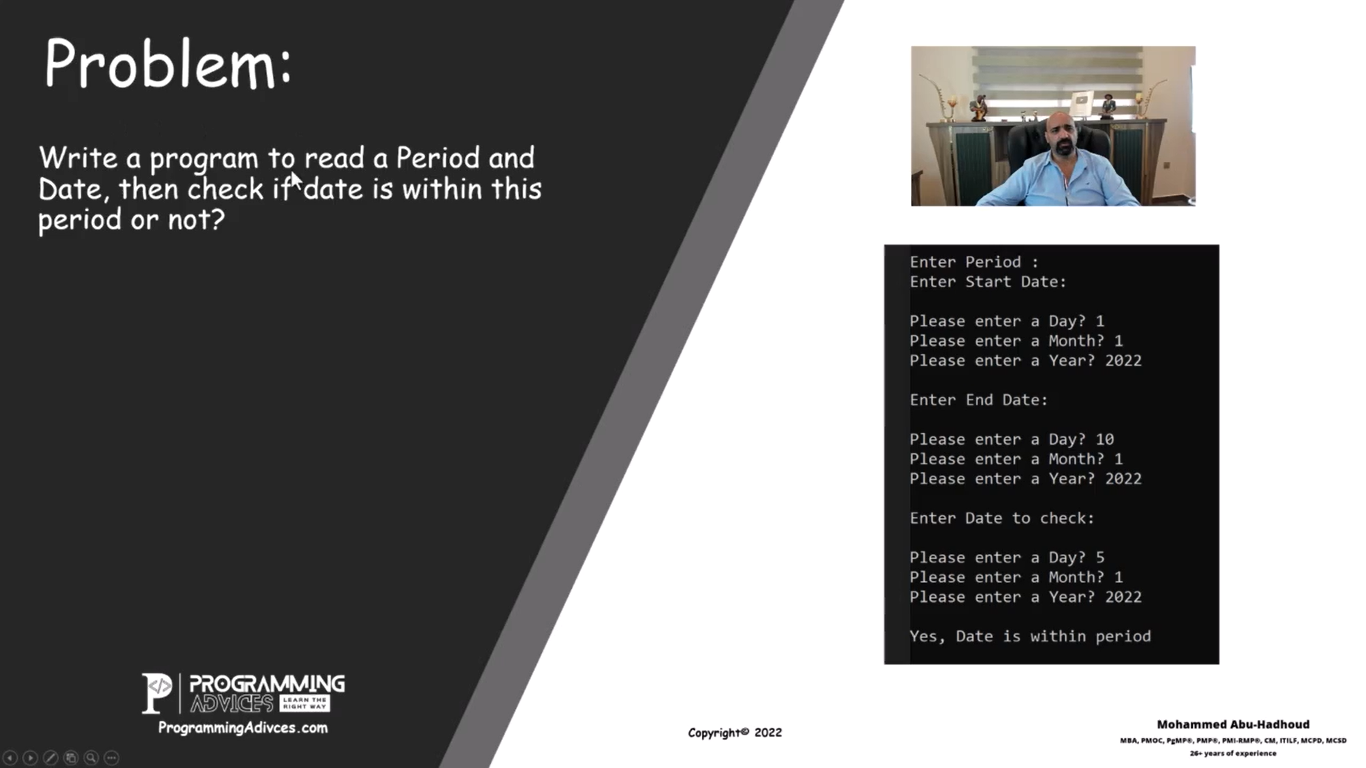 Problem:
Write a program to read a Period and
Date, then check if date is within this
period or not?
Enter Period :
Enter Start Date:
Please enter a Day? 1
Please enter a Month? 1
Please enter a Year? 2022
Enter End Date:
Please enter a Day? 10
Please enter a Month? 1
Please enter a Year? 2022
Enter Date to check:
Please enter a Day? 5
Please enter a Month? 1
Please enter a Year? 2022
Yes, Date is within period
P </> PROGRAMMING
ADVICES LEARN THE
RIGHT WAY
ProgrammingAdivces.com
Copyright© 2022
Mohammed Abu-Hadhoud
MBA, PMOC, PgMP®, PMP®, PMI-RMP®, CM, ITILF, MCPD, MCSD
26+ years of experience